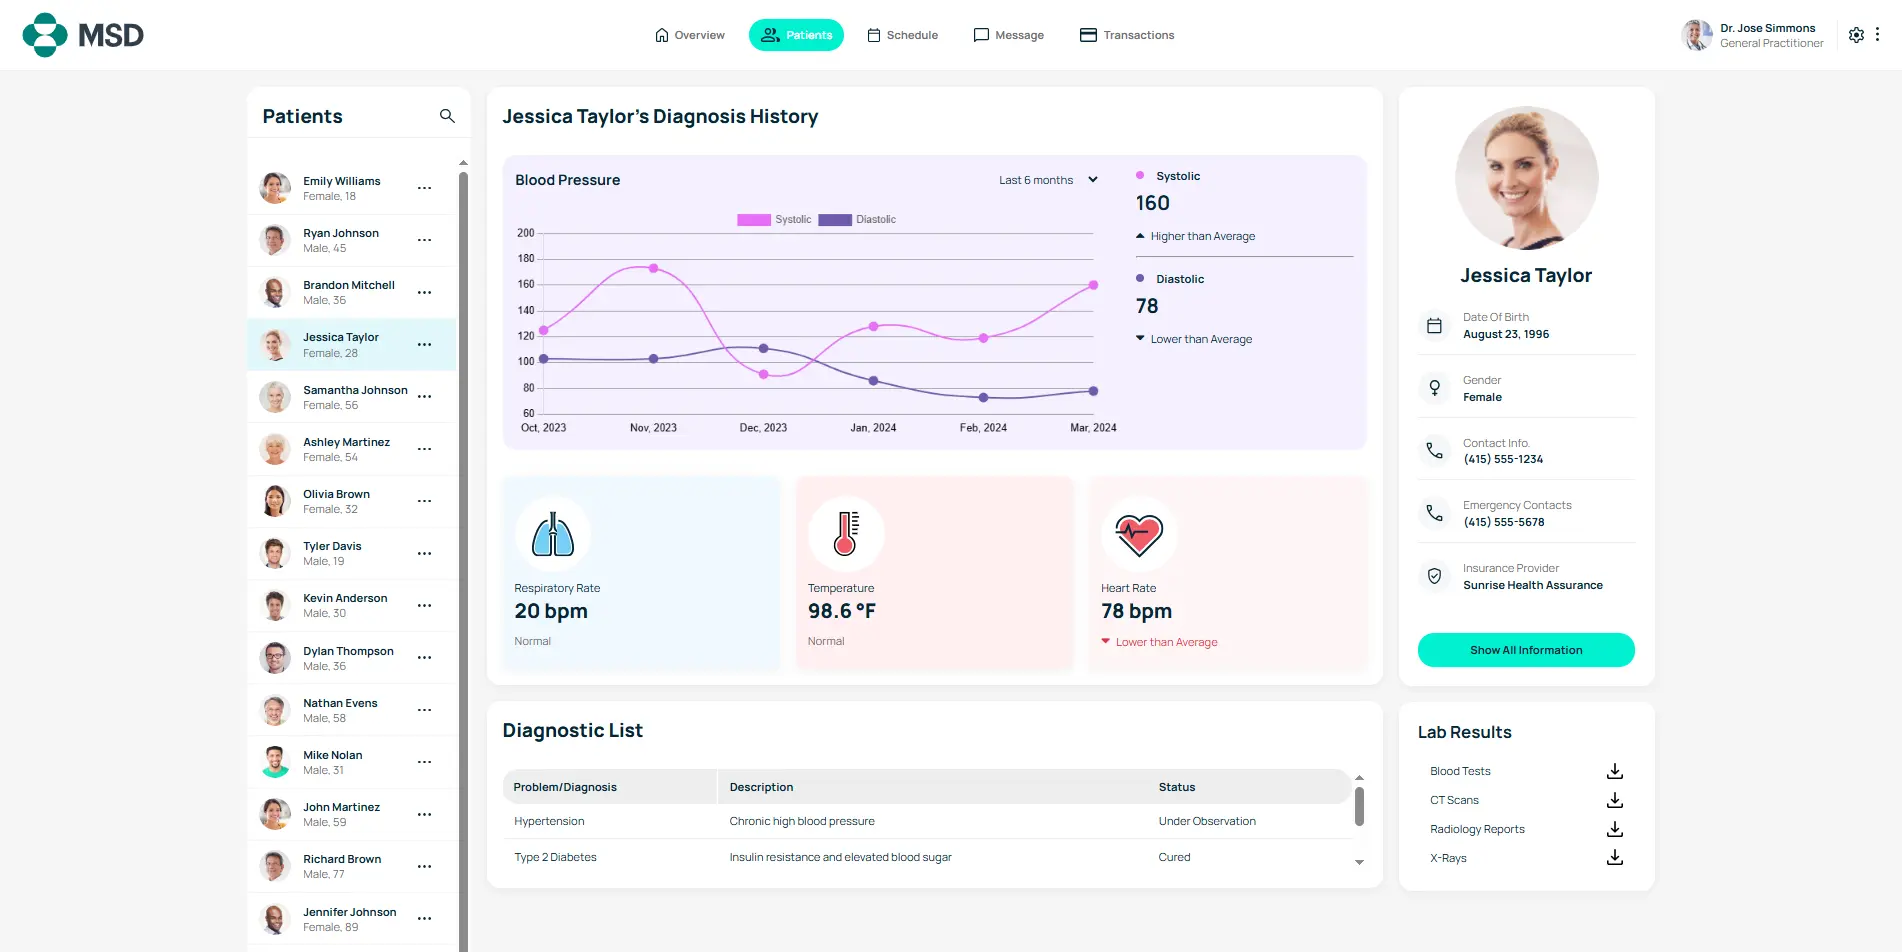 MSD
Overview
Patients
Schedule
Message
Transactions
Dr. Jose Simmons
General Practitioner
Patients
Emily Williams
Female, 18
Ryan Johnson
Male, 45
Brandon Mitchell
Male, 36
Jessica Taylor
Female, 28
Samantha Johnson
Female, 56
Ashley Martinez
Female, 54
Olivia Brown
Female, 32
Tyler Davis
Male, 19
Kevin Anderson
Male, 30
Dylan Thompson
Male, 36
Nathan Evens
Male, 58
Mike Nolan
Male, 31
John Martinez
Male, 59
Richard Brown
Male, 77
Jennifer Johnson
Female, 89
Jessica Taylor's Diagnosis History
Blood Pressure
Last 6 months
Systolic
Diastolic
200
180
160
140
120
100
80
60
Oct, 2023
Nov, 2023
Dec, 2023
Jan, 2024
Feb, 2024
Mar, 2024
Systolic
160
Higher than Average
Diastolic
78
Lower than Average
Respiratory Rate
20 bpm
Normal
Temperature
98.6 °F
Normal
Heart Rate
78 bpm
Lower than Average
Diagnostic List
Problem/Diagnosis Description Status
Hypertension Chronic high blood pressure Under Observation
Type 2 Diabetes Insulin resistance and elevated blood sugar Cured
Jessica Taylor
Date Of Birth
August 23, 1996
Gender
Female
Contact Info.
(415) 555-1234
Emergency Contacts
(415) 555-5678
Insurance Provider
Sunrise Health Assurance
Show All Information
Lab Results
Blood Tests
CT Scans
Radiology Reports
X-Rays